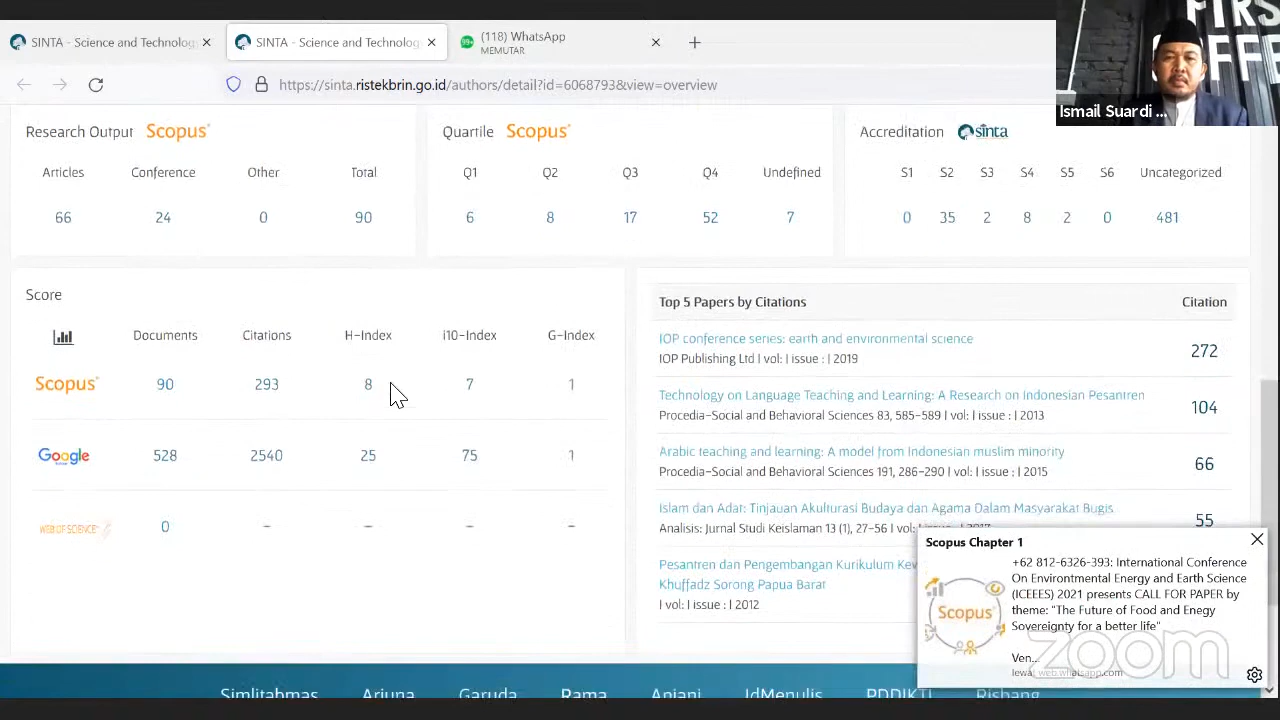 SINTA - Science and Technolog
SINTA - Science and Technolog
(118) WhatsApp
MEMUTAR
https://sinta.ristekbrin.go.id/authors/detail?id=6068793&view=overview
Ismail Suardi ...
Research Output Scopus
Quartile Scopus
Accreditation sinta
Articles Conference Other Total
Q1 Q2 Q3 Q4 Undefined
S1 S2 S3 S4 S5 S6 Uncategorized
66 24 0 90
6 8 17 52 7
0 35 2 8 2 0 481
Score
Documents Citations H-Index i10-Index G-Index
Scopus 90 293 8 7 1
Google 528 2540 25 75 1
WEB OF SCIENCE 0 - - - -
Top 5 Papers by Citations Citation
IOP conference series: earth and environmental science
IOP Publishing Ltd | vol: | issue : | 2019
272
Technology on Language Teaching and Learning: A Research on Indonesian Pesantren
Procedia-Social and Behavioral Sciences 83, 585-589 | vol: | issue : | 2013
104
Arabic teaching and learning: A model from Indonesian muslim minority
Procedia-Social and Behavioral Sciences 191, 286-290 | vol: | issue : | 2015
66
Islam dan Adat: Tinjauan Akulturasi Budaya dan Agama Dalam Masyarakat Bugis
Analisis: Jurnal Studi Keislaman 13 (1), 27-56 | vol: | issue : | 2017
55
Pesantren dan Pengembangan Kurikulum
Khuffadz Sorong Papua Barat
| vol: | issue : | 2012
Scopus Chapter 1
Scopus
+62 812-6326-393: International Conference
On Environmental Energy and Earth Science
(ICEEES) 2021 presents CALL FOR PAPER by
theme: "The Future of Food and Enegy
Sovereignty for a better life"
Ven...
lewat web.whatsapp.com
zoom
Simlitabmas Arjuna Garuda Rama Anjani IdMenulis PDDIKTI Risbang